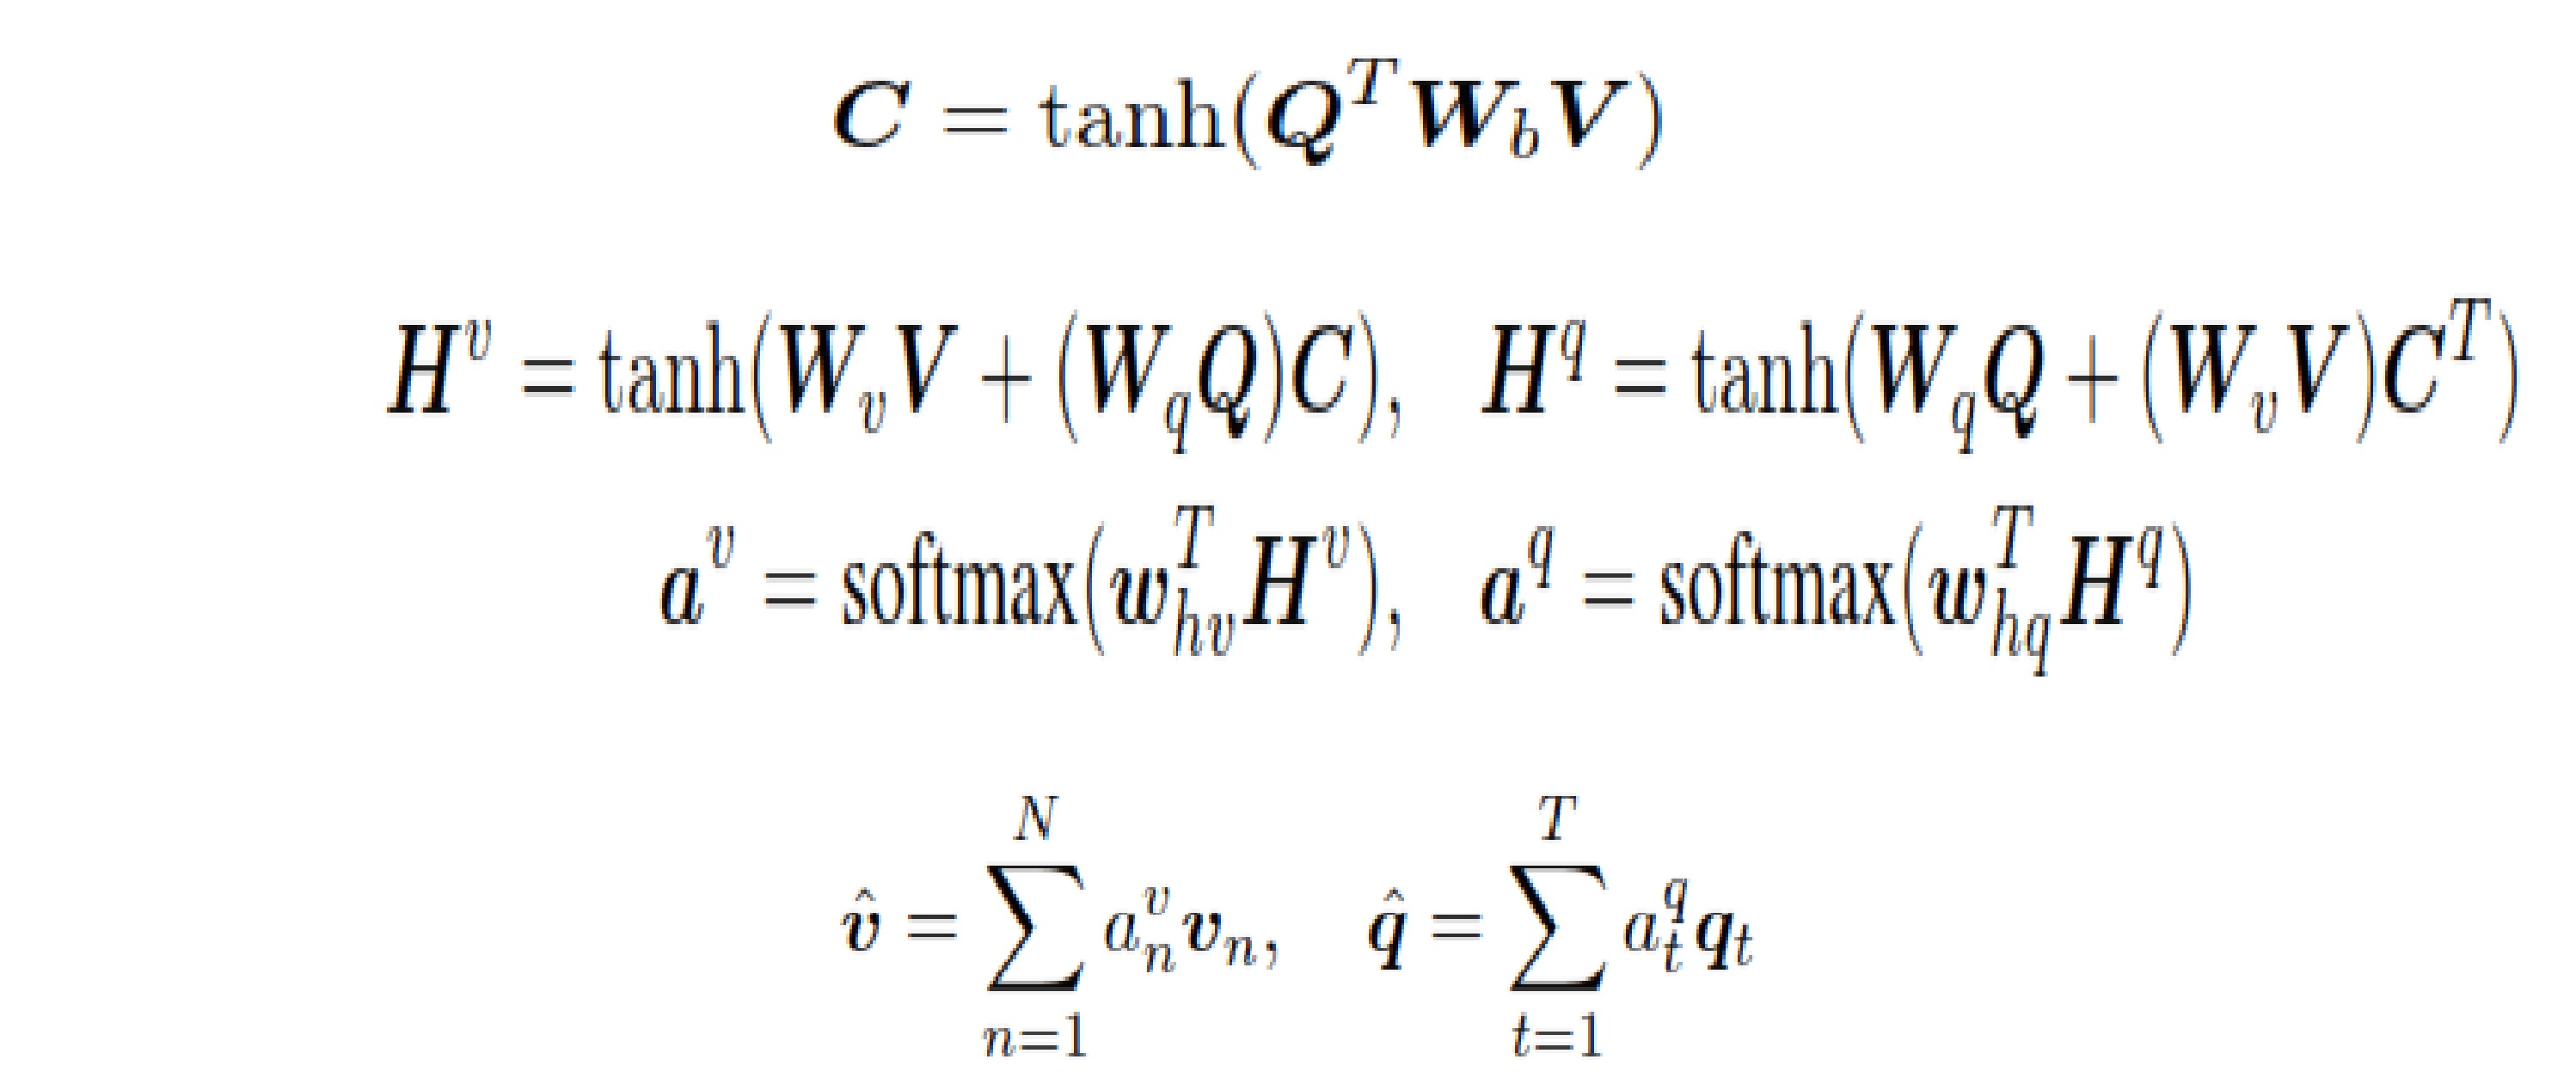 C = tanh(Q^T W_b V)
H^v = tanh(W_v V + (W_q Q)C), H^q = tanh(W_q Q + (W_v V)C^T)
a^v = softmax(w_{hv}^T H^v), a^q = softmax(w_{hq}^T H^q)
\hat{v} = \sum_{n=1}^{N} a_n^v v_n, \hat{q} = \sum_{t=1}^{T} a_t^q q_t